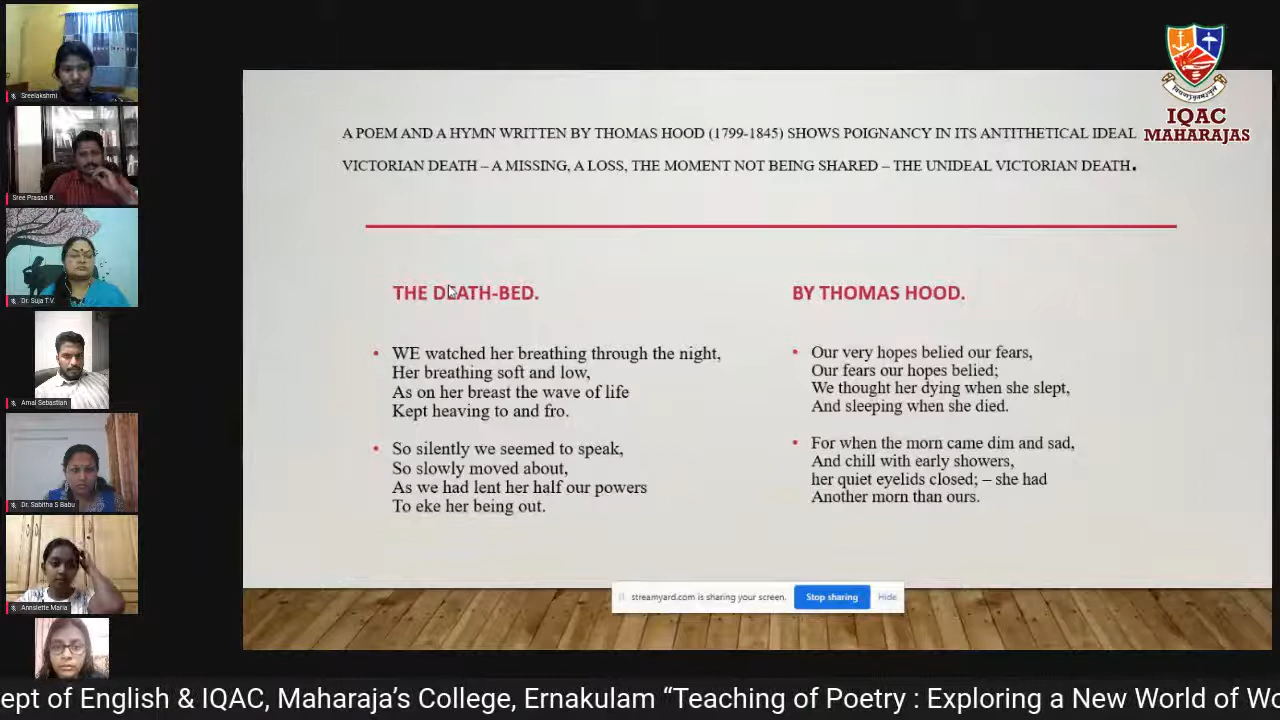 Sreelakshmi
Sree Prasad R.
Dr. Suja T.V.
Amal Sebastian
Dr. Sabitha S Babu
Annslette Maria
IQAC
MAHARAJAS
A POEM AND A HYMN WRITTEN BY THOMAS HOOD (1799-1845) SHOWS POIGNANCY IN ITS ANTITHETICAL IDEAL
VICTORIAN DEATH – A MISSING, A LOSS, THE MOMENT NOT BEING SHARED – THE UNIDEAL VICTORIAN DEATH.
THE DEATH-BED.
WE watched her breathing through the night,
Her breathing soft and low,
As on her breast the wave of life
Kept heaving to and fro.
So silently we seemed to speak,
So slowly moved about,
As we had lent her half our powers
To eke her being out.
BY THOMAS HOOD.
Our very hopes belied our fears,
Our fears our hopes belied;
We thought her dying when she slept,
And sleeping when she died.
For when the morn came dim and sad,
And chill with early showers,
her quiet eyelids closed; – she had
Another morn than ours.
streamyard.com is sharing your screen.
Stop sharing
Hide
ept of English & IQAC, Maharaja’s College, Ernakulam “Teaching of Poetry : Exploring a New World of Wo